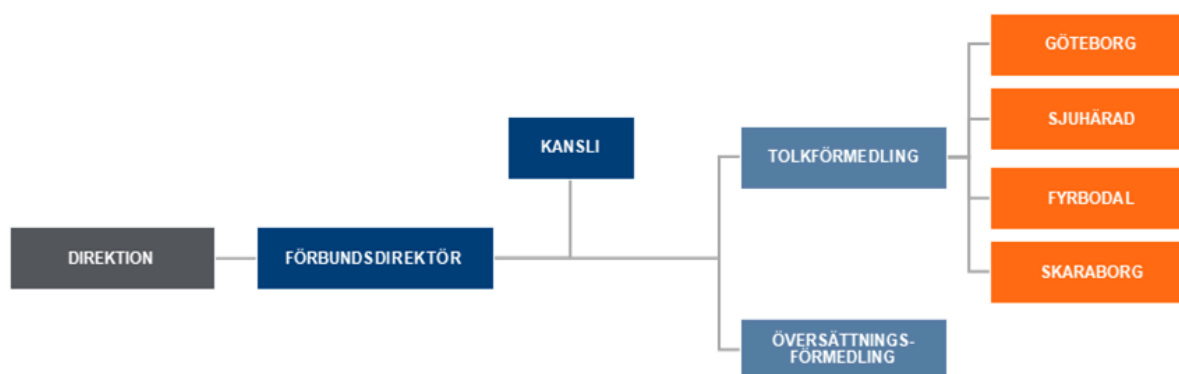 GÖTEBORG
SJUHÄRAD
KANSLI
TOLKFÖRMEDLING
FYRBODAL
DIREKTION
FÖRBUNDSDIREKTÖR
SKARABORG
ÖVERSÄTTNINGS-
FÖRMEDLING